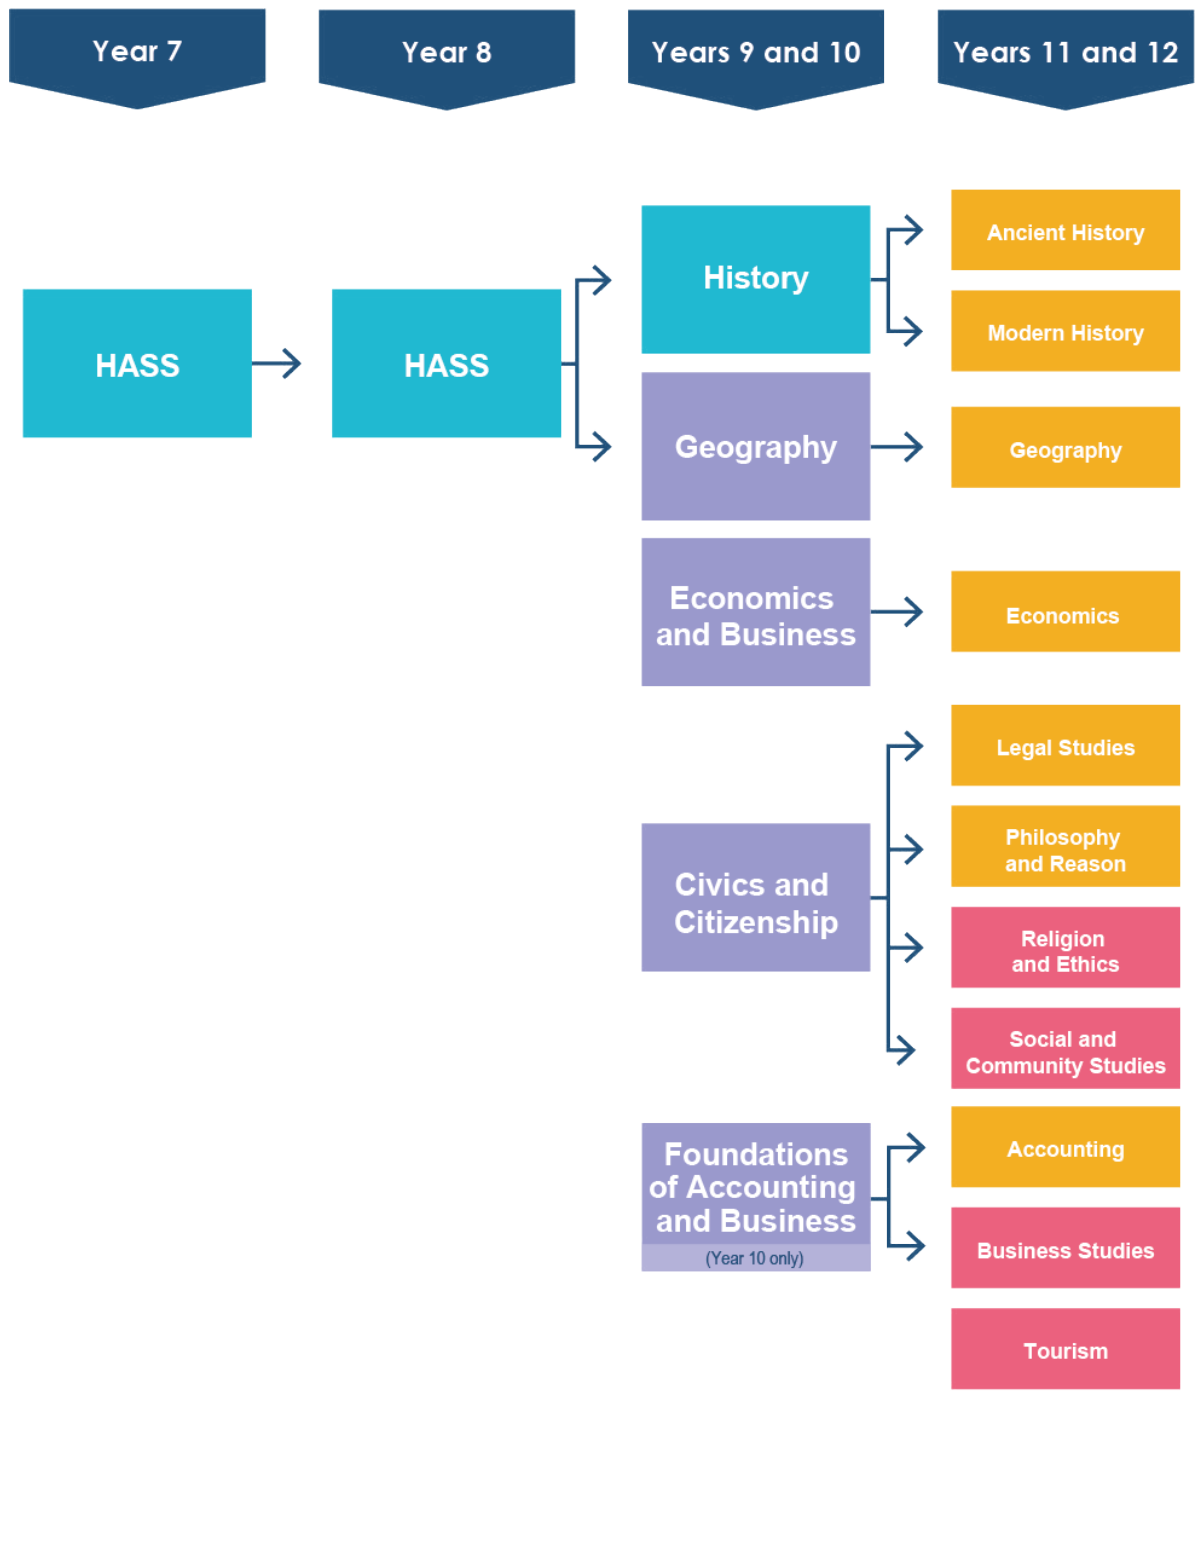 Year 7
Year 8
Years 9 and 10
Years 11 and 12
HASS
HASS
History
Geography
Economics
and Business
Civics and
Citizenship
Foundations
of Accounting
and Business
(Year 10 only)
Ancient History
Modern History
Geography
Economics
Legal Studies
Philosophy
and Reason
Religion
and Ethics
Social and
Community Studies
Accounting
Business Studies
Tourism